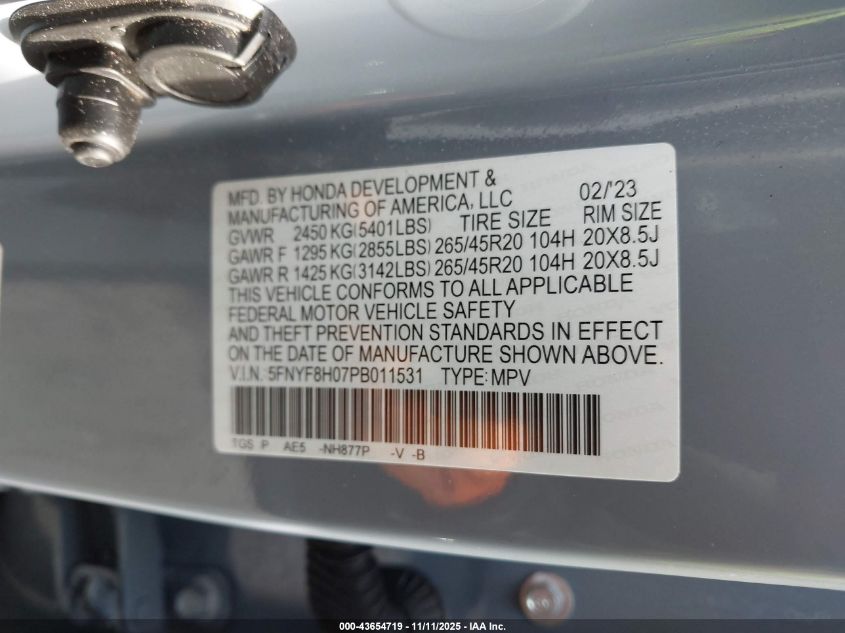 MFD. BY HONDA DEVELOPMENT & 02/'23
MANUFACTURING OF AMERICA, LLC
GVWR 2450 KG(5401LBS) TIRE SIZE RIM SIZE
GAWR F 1295 KG(2855LBS) 265/45R20 104H 20X8.5J
GAWR R 1425 KG(3142LBS) 265/45R20 104H 20X8.5J
THIS VEHICLE CONFORMS TO ALL APPLICABLE
FEDERAL MOTOR VEHICLE SAFETY
AND THEFT PREVENTION STANDARDS IN EFFECT
ON THE DATE OF MANUFACTURE SHOWN ABOVE.
V.I.N. 5FNYF8H07PB011531 TYPE: MPV
TGS P AE5 -NH877P -V -B
000-43654719 - 11/11/2025 - IAA Inc.